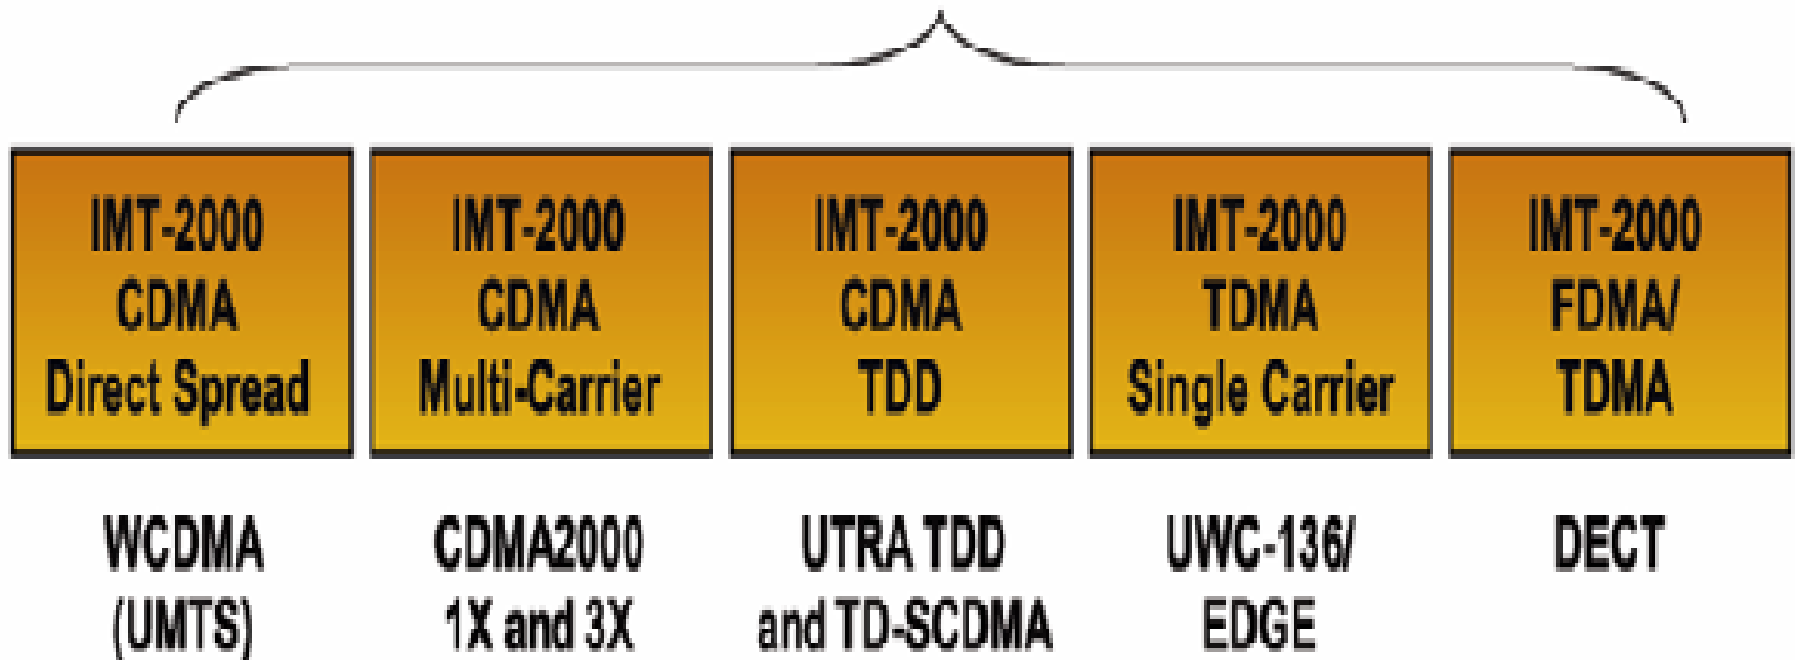 IMT-2000
CDMA
Direct Spread
IMT-2000
CDMA
Multi-Carrier
IMT-2000
CDMA
TDD
IMT-2000
TDMA
Single Carrier
IMT-2000
FDMA/
TDMA
WCDMA
(UMTS)
CDMA2000
1X and 3X
UTRA TDD
and TD-SCDMA
UWC-136/
EDGE
DECT